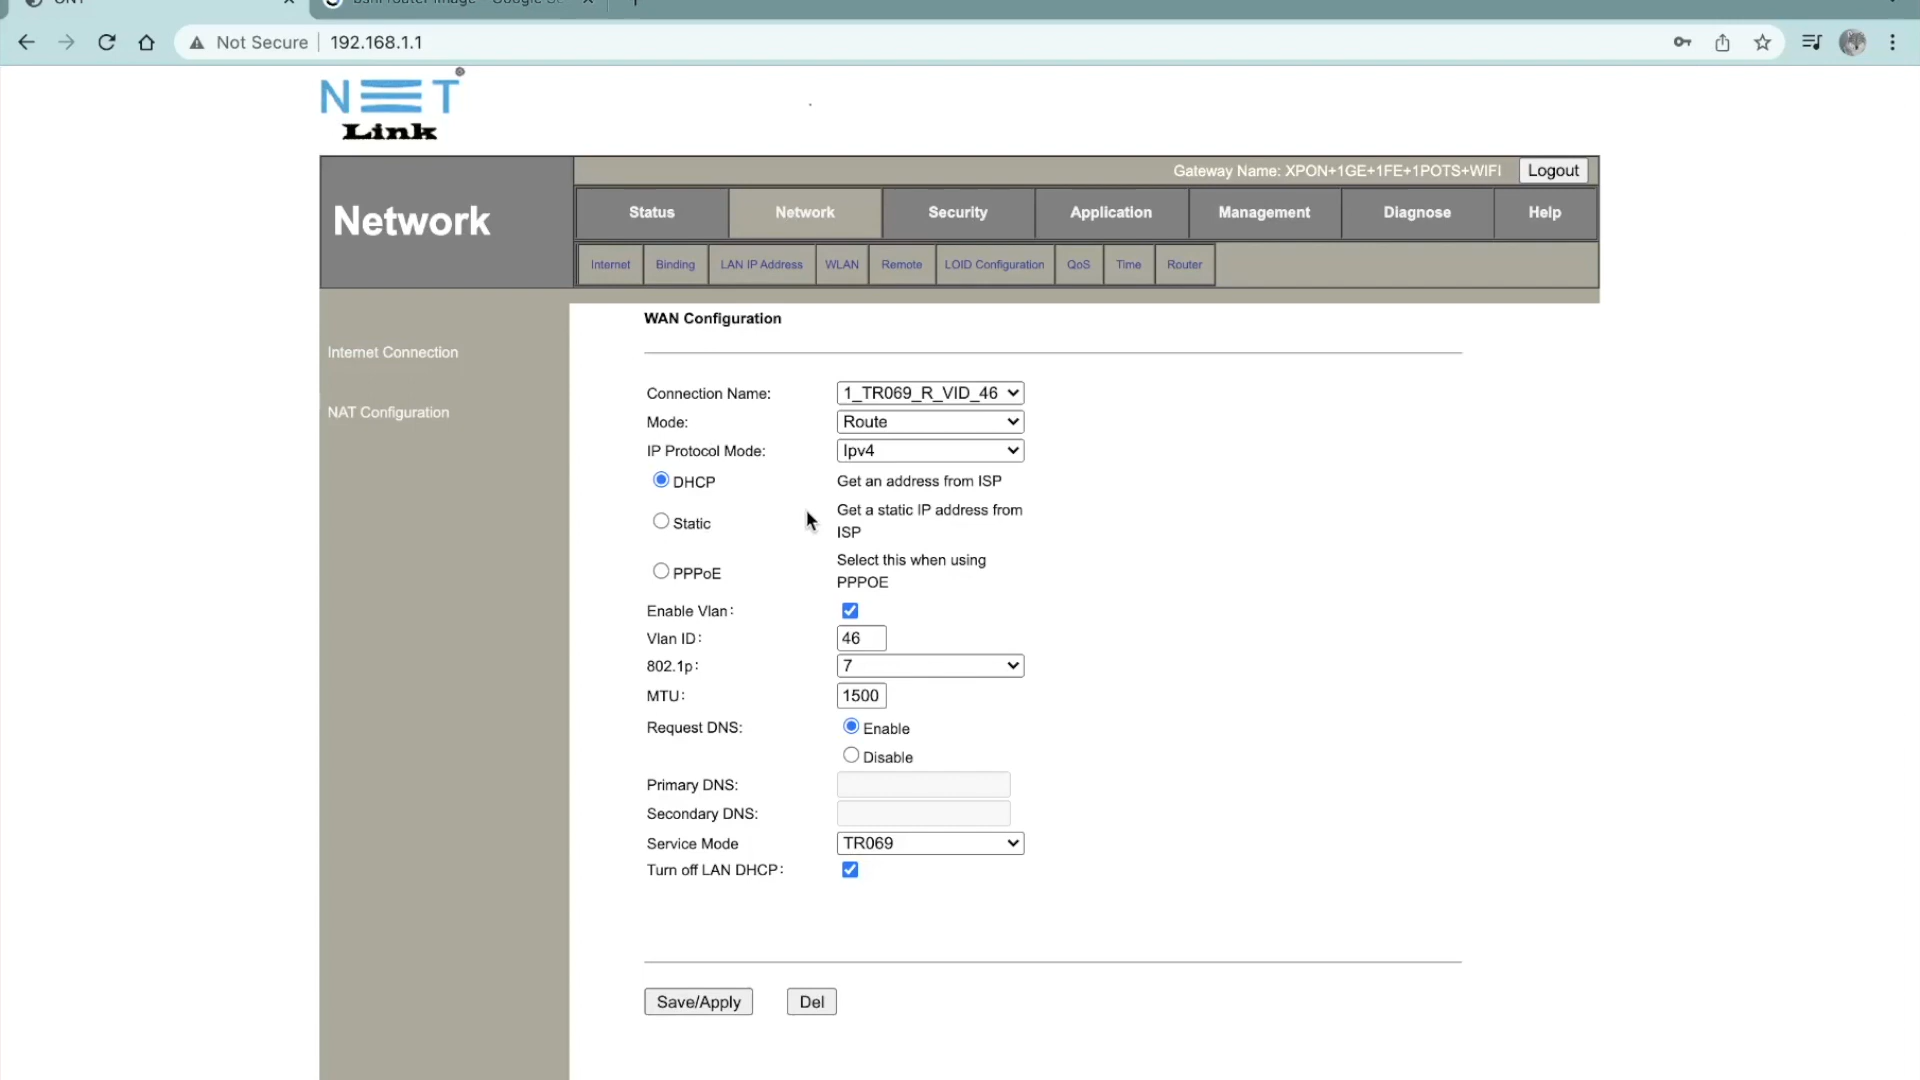 Not Secure 192.168.1.1
NET
Link
Gateway Name: XPON+1GE+1FE+1POTS+WIFI Logout
Network
Status Network Security Application Management Diagnose Help
Internet Binding LAN IP Address WLAN Remote LOID Configuration QoS Time Router
WAN Configuration
Internet Connection
NAT Configuration
Connection Name: 1_TR069_R_VID_46
Mode: Route
IP Protocol Mode: Ipv4
DHCP Get an address from ISP
Static Get a static IP address from
ISP
PPPoE Select this when using
PPPOE
Enable Vlan:
Vlan ID: 46
802.1p: 7
MTU: 1500
Request DNS: Enable
Disable
Primary DNS:
Secondary DNS:
Service Mode TR069
Turn off LAN DHCP:
Save/Apply Del